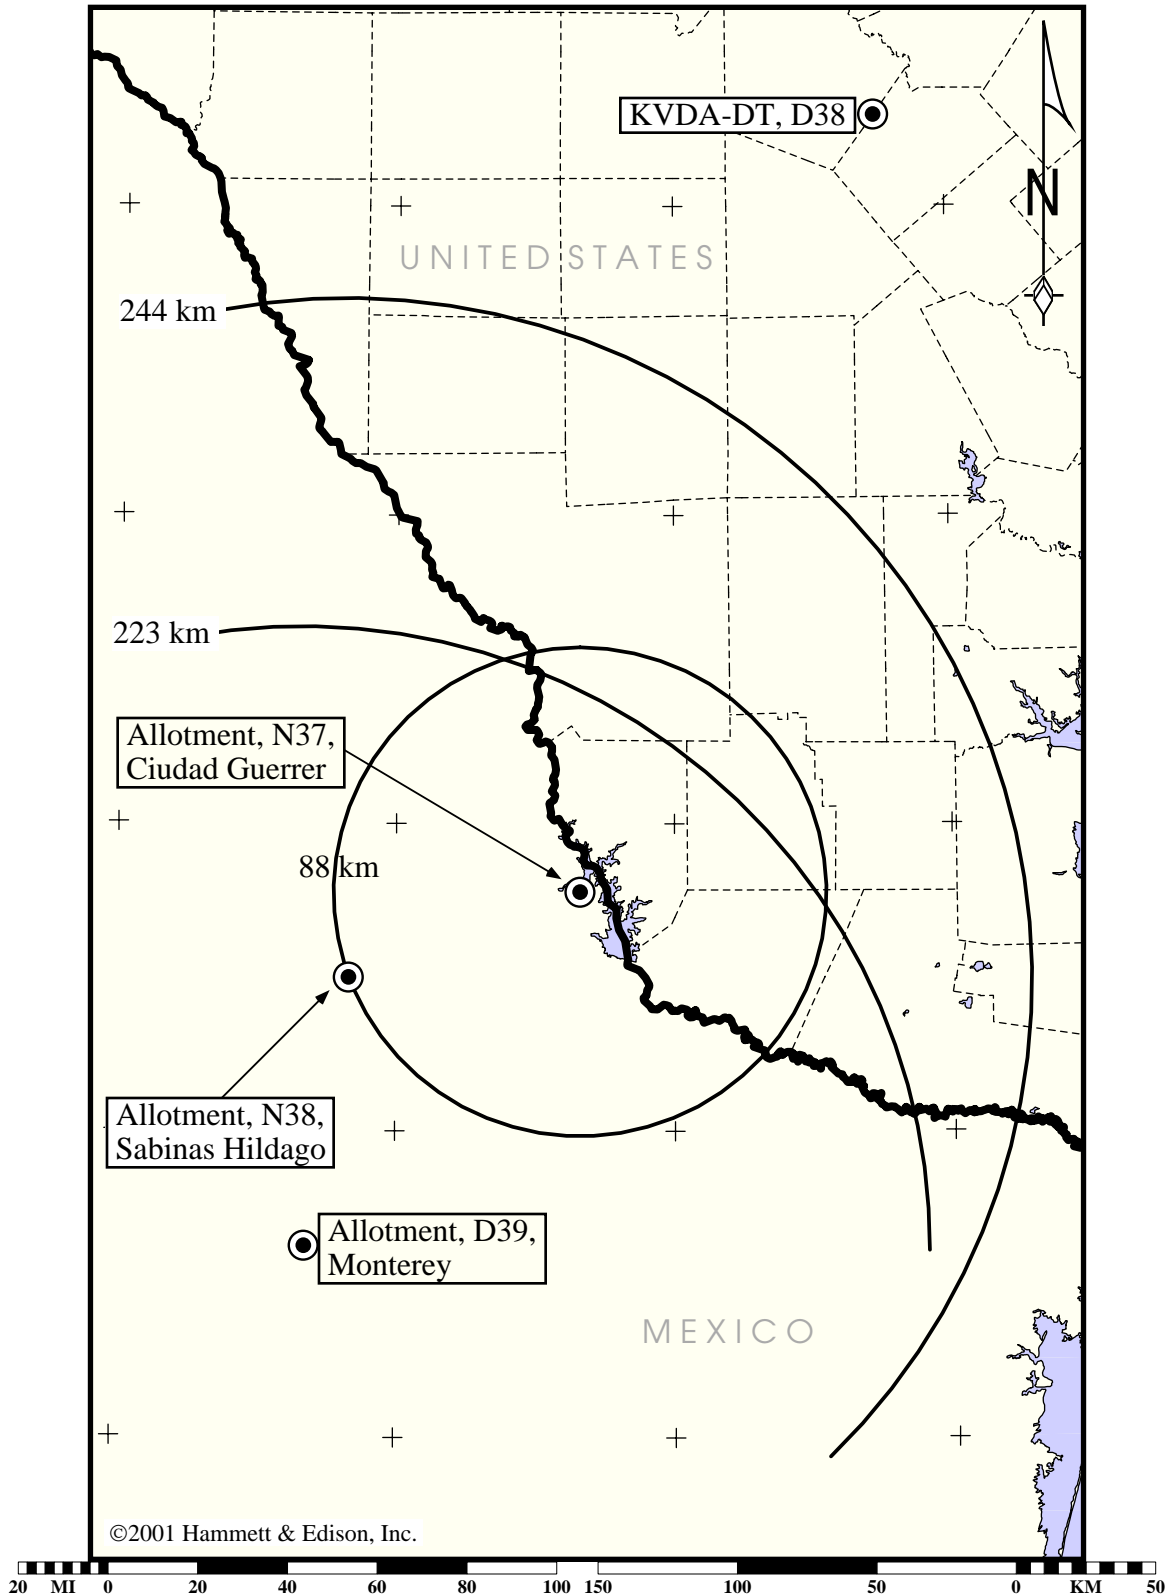 KVDA-DT, D38
N
UNITED STATES
244 km
223 km
Allotment, N37,
Ciudad Guerrer
88 km
Allotment, N38,
Sabinas Hildago
Allotment, D39,
Monterey
MEXICO
©2001 Hammett & Edison, Inc.
20 MI 0 20 40 60 80 100 150 100 50 0 KM 50